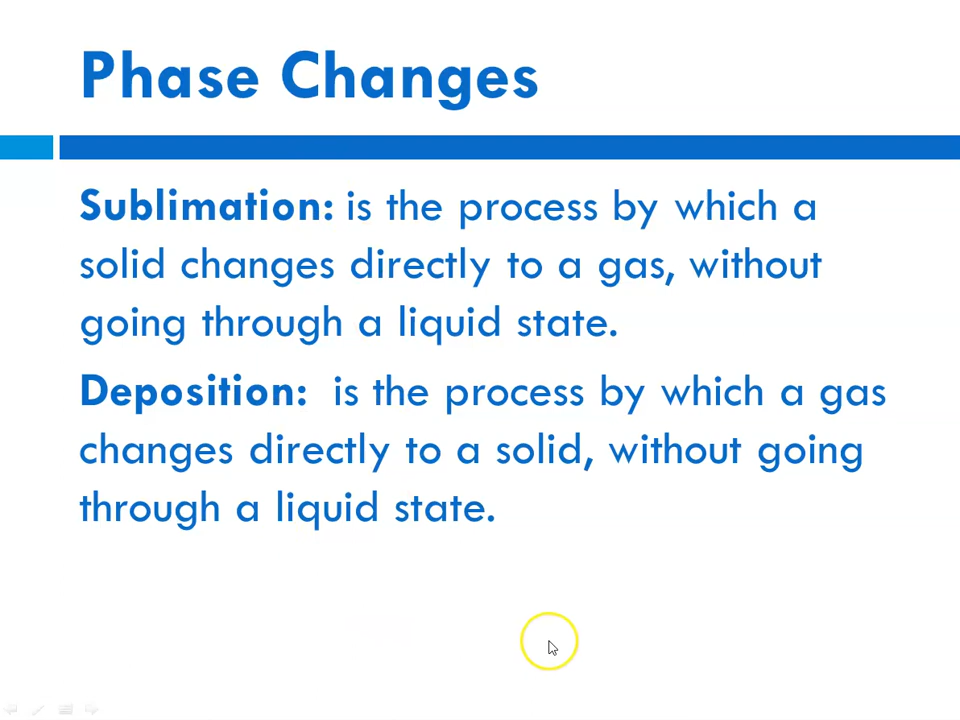 Phase Changes
Sublimation: is the process by which a
solid changes directly to a gas, without
going through a liquid state.
Deposition:  is the process by which a gas
changes directly to a solid, without going
through a liquid state.